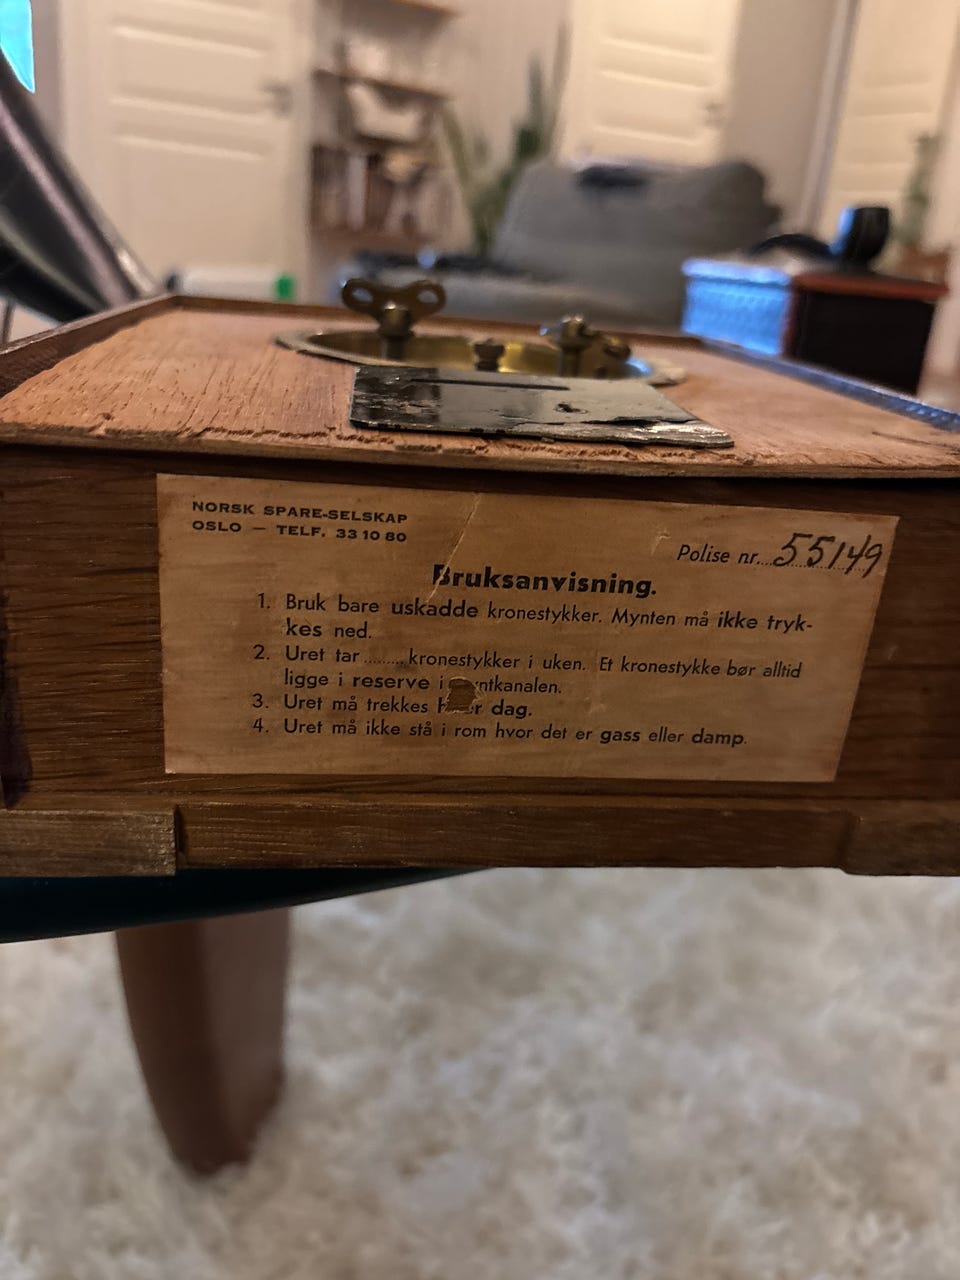 NORSK SPARE-SELSKAP
OSLO — TELF. 33 10 80
Polise nr. 55149
Bruksanvisning.
1. Bruk bare uskadde kronestykker. Mynten må ikke tryk-
kes ned.
2. Uret tar ........ kronestykker i uken. Et kronestykke bør alltid
ligge i reserve i
3. Uret må trekkes dag.
4. Uret må ikke stå i rom hvor det er gass eller damp.